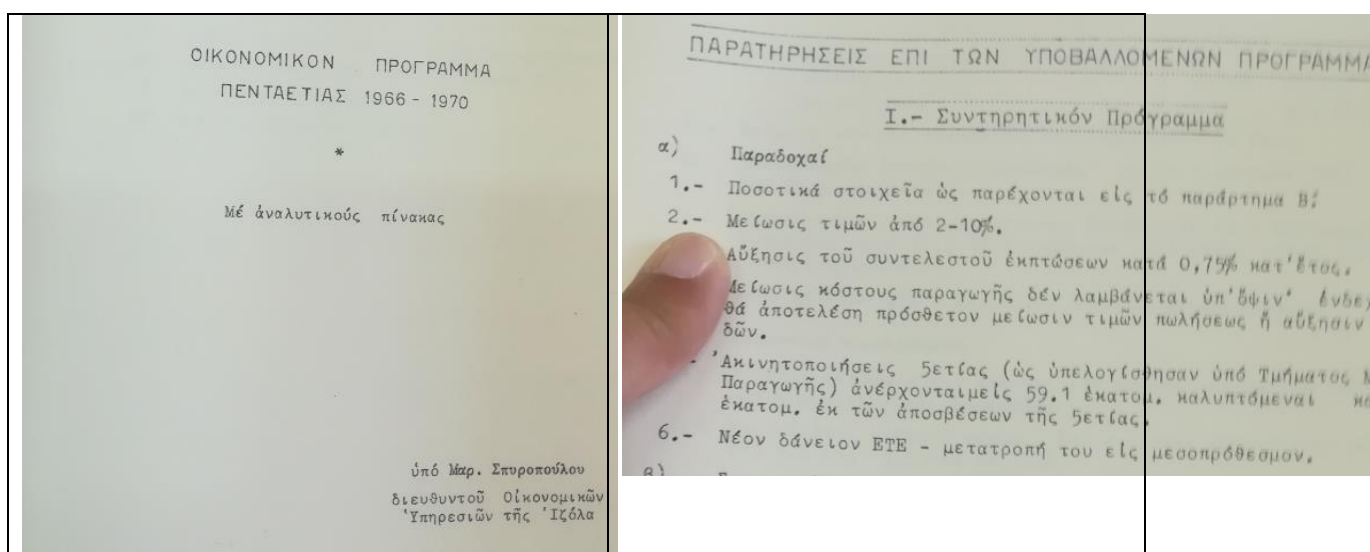 ΟΙΚΟΝΟΜΙΚΟΝ ΠΡΟΓΡΑΜΜΑ
ΠΕΝΤΑΕΤΙΑΣ 1966 - 1970
*
Μέ ἀναλυτικούς πίνακας
ὑπό Μαρ. Σπυροπούλου
διευθυντοῦ Οἰκονομικῶν
Ὑπηρεσιῶν τῆς Ἰζόλα
ΠΑΡΑΤΗΡΗΣΕΙΣ ΕΠΙ ΤΩΝ ΥΠΟΒΑΛΛΟΜΕΝΩΝ ΠΡΟΓΡΑΜΜΑ
Ι.- Συντηρητικόν Πρόγραμμα
α) Παραδοχαί
1.- Ποσοτικά στοιχεῖα ὡς παρέχονται εἰς τό παράρτημα Β.
2.- Μείωσις τιμῶν ἀπό 2-10%.
Αὔξησις τοῦ συντελεστοῦ ἐκπτώσεων κατά 0,75% κατ' ἔτος.
Μείωσις κόστους παραγωγῆς δέν λαμβάνεται ὑπ' ὄψιν·
θά ἀποτελέση πρόσθετον μείωσιν τιμῶν πωλήσεως ἤ αὔξησιν
δῶν.
Ἀκινητοποιήσεις 5ετίας (ὡς ὑπελογίσθησαν ὑπό Τμήματος
Παραγωγῆς) ἀνέρχονταιμείς 59.1 ἑκατομ. καλυπτόμεναι
ἑκατομ. ἐκ τῶν ἀποσβέσεων τῆς 5ετίας.
6.- Νέον δάνειον ΕΤΕ - μετατροπή του εἰς μεσοπρόθεσμον.